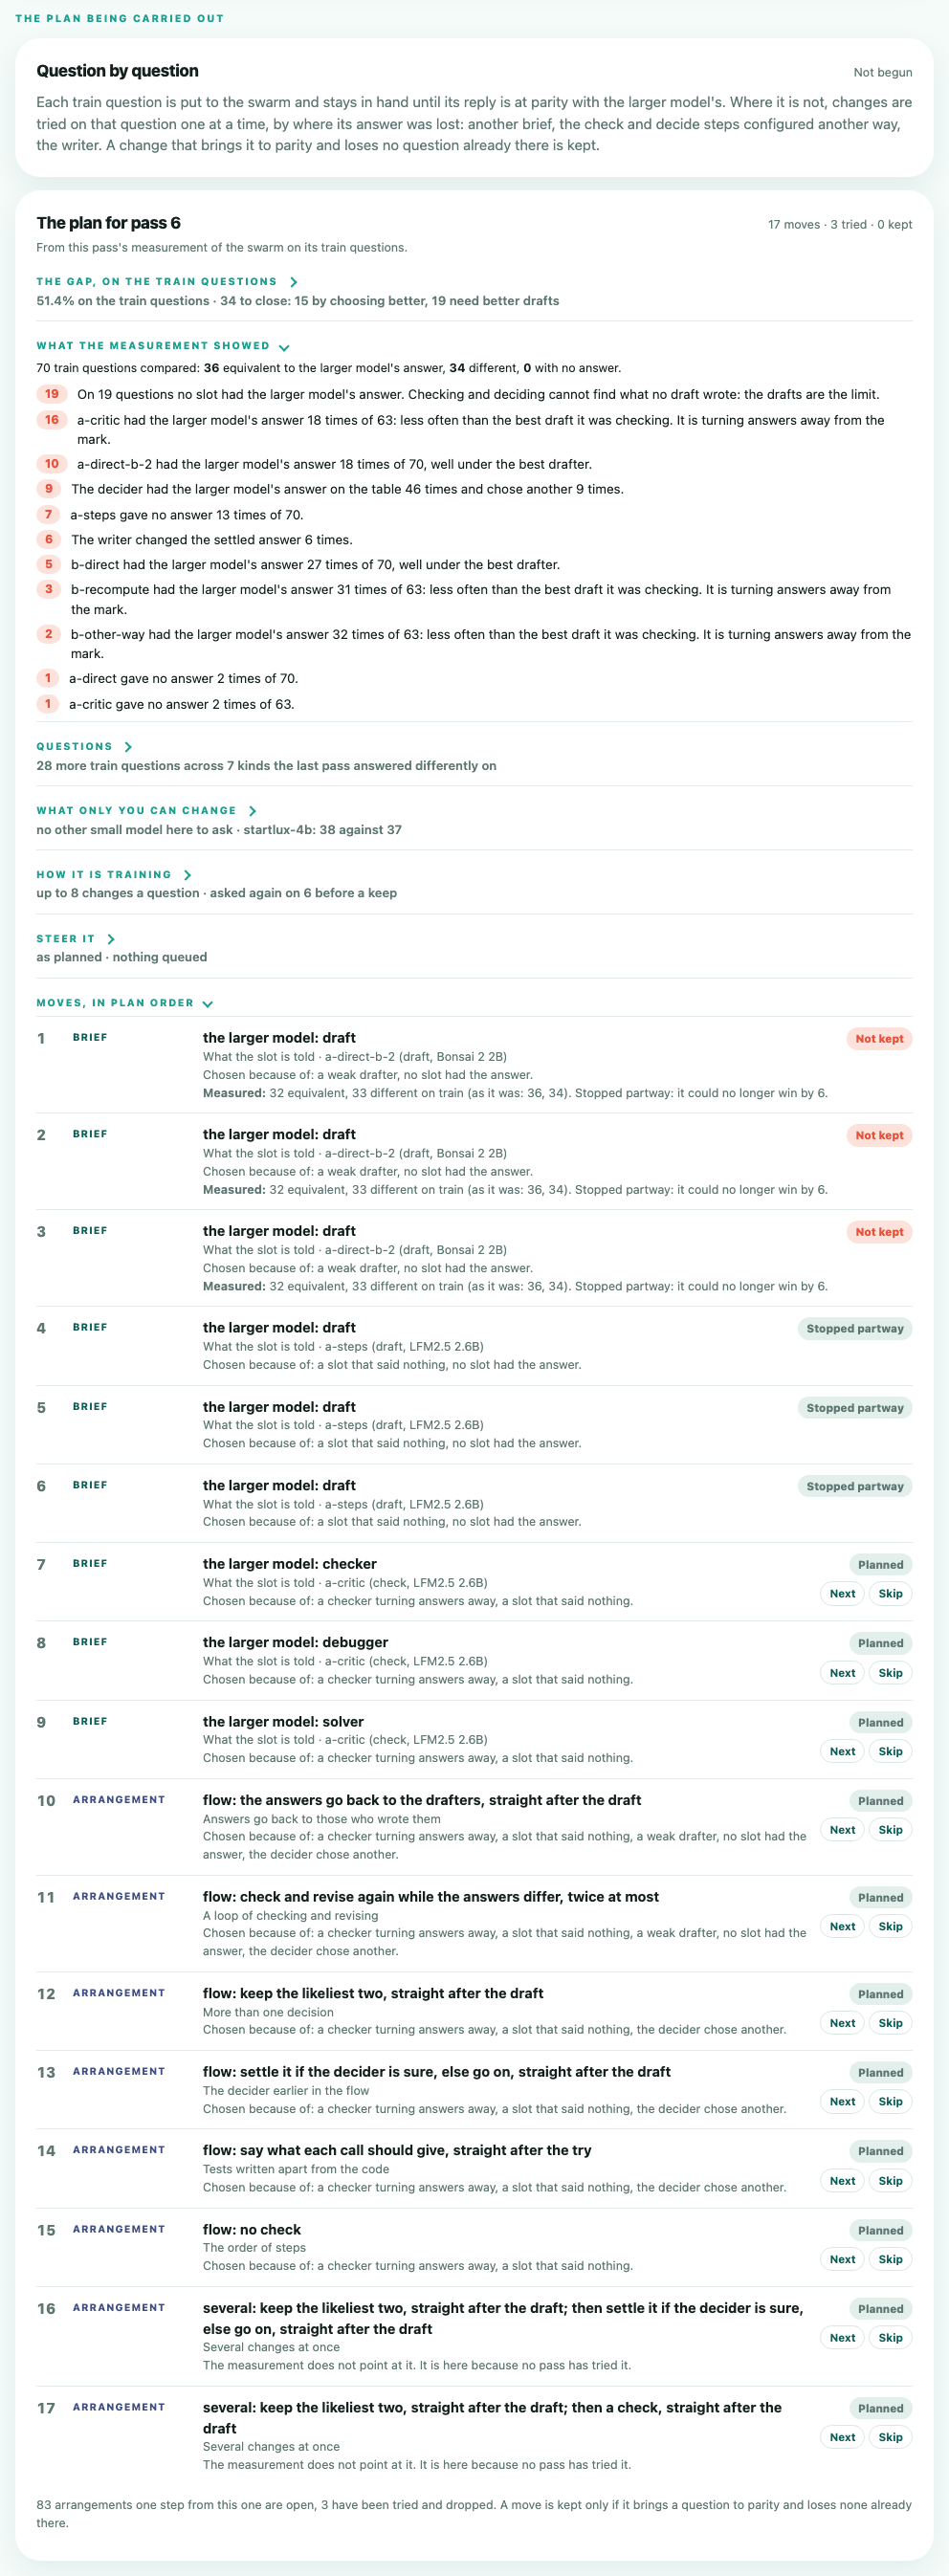 THE PLAN BEING CARRIED OUT
Question by question
Not begun
Each train question is put to the swarm and stays in hand until its reply is at parity with the larger model's. Where it is not, changes are
tried on that question one at a time, by where its answer was lost: another brief, the check and decide steps configured another way,
the writer. A change that brings it to parity and loses no question already there is kept.
The plan for pass 6
17 moves · 3 tried · 0 kept
From this pass's measurement of the swarm on its train questions.
THE GAP, ON THE TRAIN QUESTIONS
51.4% on the train questions · 34 to close: 15 by choosing better, 19 need better drafts
WHAT THE MEASUREMENT SHOWED
70 train questions compared: 36 equivalent to the larger model's answer, 34 different, 0 with no answer.
19 On 19 questions no slot had the larger model's answer. Checking and deciding cannot find what no draft wrote: the drafts are the limit.
16 a-critic had the larger model's answer 18 times of 63: less often than the best draft it was checking. It is turning answers away from the
mark.
10 a-direct-b-2 had the larger model's answer 18 times of 70, well under the best drafter.
9 The decider had the larger model's answer on the table 46 times and chose another 9 times.
7 a-steps gave no answer 13 times of 70.
6 The writer changed the settled answer 6 times.
5 b-direct had the larger model's answer 27 times of 70, well under the best drafter.
3 b-recompute had the larger model's answer 31 times of 63: less often than the best draft it was checking. It is turning answers away from
the mark.
2 b-other-way had the larger model's answer 32 times of 63: less often than the best draft it was checking. It is turning answers away from the
mark.
1 a-direct gave no answer 2 times of 70.
1 a-critic gave no answer 2 times of 63.
QUESTIONS
28 more train questions across 7 kinds the last pass answered differently on
WHAT ONLY YOU CAN CHANGE
no other small model here to ask · startlux-4b: 38 against 37
HOW IT IS TRAINING
up to 8 changes a question · asked again on 6 before a keep
STEER IT
as planned · nothing queued
MOVES, IN PLAN ORDER
1 BRIEF the larger model: draft Not kept
What the slot is told · a-direct-b-2 (draft, Bonsai 2 2B)
Chosen because of: a weak drafter, no slot had the answer.
Measured: 32 equivalent, 33 different on train (as it was: 36, 34). Stopped partway: it could no longer win by 6.
2 BRIEF the larger model: draft Not kept
What the slot is told · a-direct-b-2 (draft, Bonsai 2 2B)
Chosen because of: a weak drafter, no slot had the answer.
Measured: 32 equivalent, 33 different on train (as it was: 36, 34). Stopped partway: it could no longer win by 6.
3 BRIEF the larger model: draft Not kept
What the slot is told · a-direct-b-2 (draft, Bonsai 2 2B)
Chosen because of: a weak drafter, no slot had the answer.
Measured: 32 equivalent, 33 different on train (as it was: 36, 34). Stopped partway: it could no longer win by 6.
4 BRIEF the larger model: draft Stopped partway
What the slot is told · a-steps (draft, LFM2.5 2.6B)
Chosen because of: a slot that said nothing, no slot had the answer.
5 BRIEF the larger model: draft Stopped partway
What the slot is told · a-steps (draft, LFM2.5 2.6B)
Chosen because of: a slot that said nothing, no slot had the answer.
6 BRIEF the larger model: draft Stopped partway
What the slot is told · a-steps (draft, LFM2.5 2.6B)
Chosen because of: a slot that said nothing, no slot had the answer.
7 BRIEF the larger model: checker Planned
What the slot is told · a-critic (check, LFM2.5 2.6B) Next Skip
Chosen because of: a checker turning answers away, a slot that said nothing.
8 BRIEF the larger model: debugger Planned
What the slot is told · a-critic (check, LFM2.5 2.6B) Next Skip
Chosen because of: a checker turning answers away, a slot that said nothing.
9 BRIEF the larger model: solver Planned
What the slot is told · a-critic (check, LFM2.5 2.6B) Next Skip
Chosen because of: a checker turning answers away, a slot that said nothing.
10 ARRANGEMENT flow: the answers go back to the drafters, straight after the draft Planned
Answers go back to those who wrote them Next Skip
Chosen because of: a checker turning answers away, a slot that said nothing, a weak drafter, no slot had the
answer, the decider chose another.
11 ARRANGEMENT flow: check and revise again while the answers differ, twice at most Planned
A loop of checking and revising Next Skip
Chosen because of: a checker turning answers away, a slot that said nothing, a weak drafter, no slot had the
answer, the decider chose another.
12 ARRANGEMENT flow: keep the likeliest two, straight after the draft Planned
More than one decision Next Skip
Chosen because of: a checker turning answers away, a slot that said nothing, the decider chose another.
13 ARRANGEMENT flow: settle it if the decider is sure, else go on, straight after the draft Planned
The decider earlier in the flow Next Skip
Chosen because of: a checker turning answers away, a slot that said nothing, the decider chose another.
14 ARRANGEMENT flow: say what each call should give, straight after the try Planned
Tests written apart from the code Next Skip
Chosen because of: a checker turning answers away, a slot that said nothing, the decider chose another.
15 ARRANGEMENT flow: no check Planned
The order of steps Next Skip
Chosen because of: a checker turning answers away, a slot that said nothing.
16 ARRANGEMENT several: keep the likeliest two, straight after the draft; then settle it if the decider is sure, Planned
else go on, straight after the draft Next Skip
Several changes at once
The measurement does not point at it. It is here because no pass has tried it.
17 ARRANGEMENT several: keep the likeliest two, straight after the draft; then a check, straight after the Planned
draft Next Skip
Several changes at once
The measurement does not point at it. It is here because no pass has tried it.
83 arrangements one step from this one are open, 3 have been tried and dropped. A move is kept only if it brings a question to parity and loses none already
there.